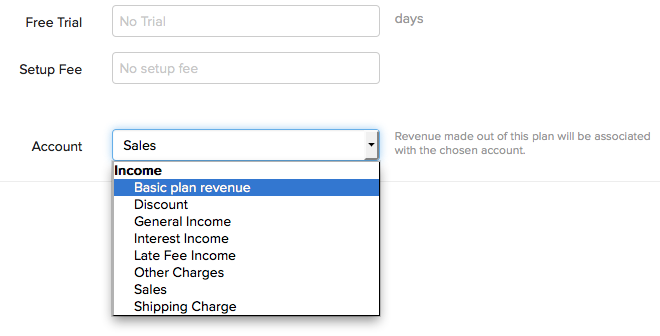 Free Trial No Trial days
Setup Fee No setup fee
Account Sales Revenue made out of this plan will be associated
with the chosen account.
Income
Basic plan revenue
Discount
General Income
Interest Income
Late Fee Income
Other Charges
Sales
Shipping Charge